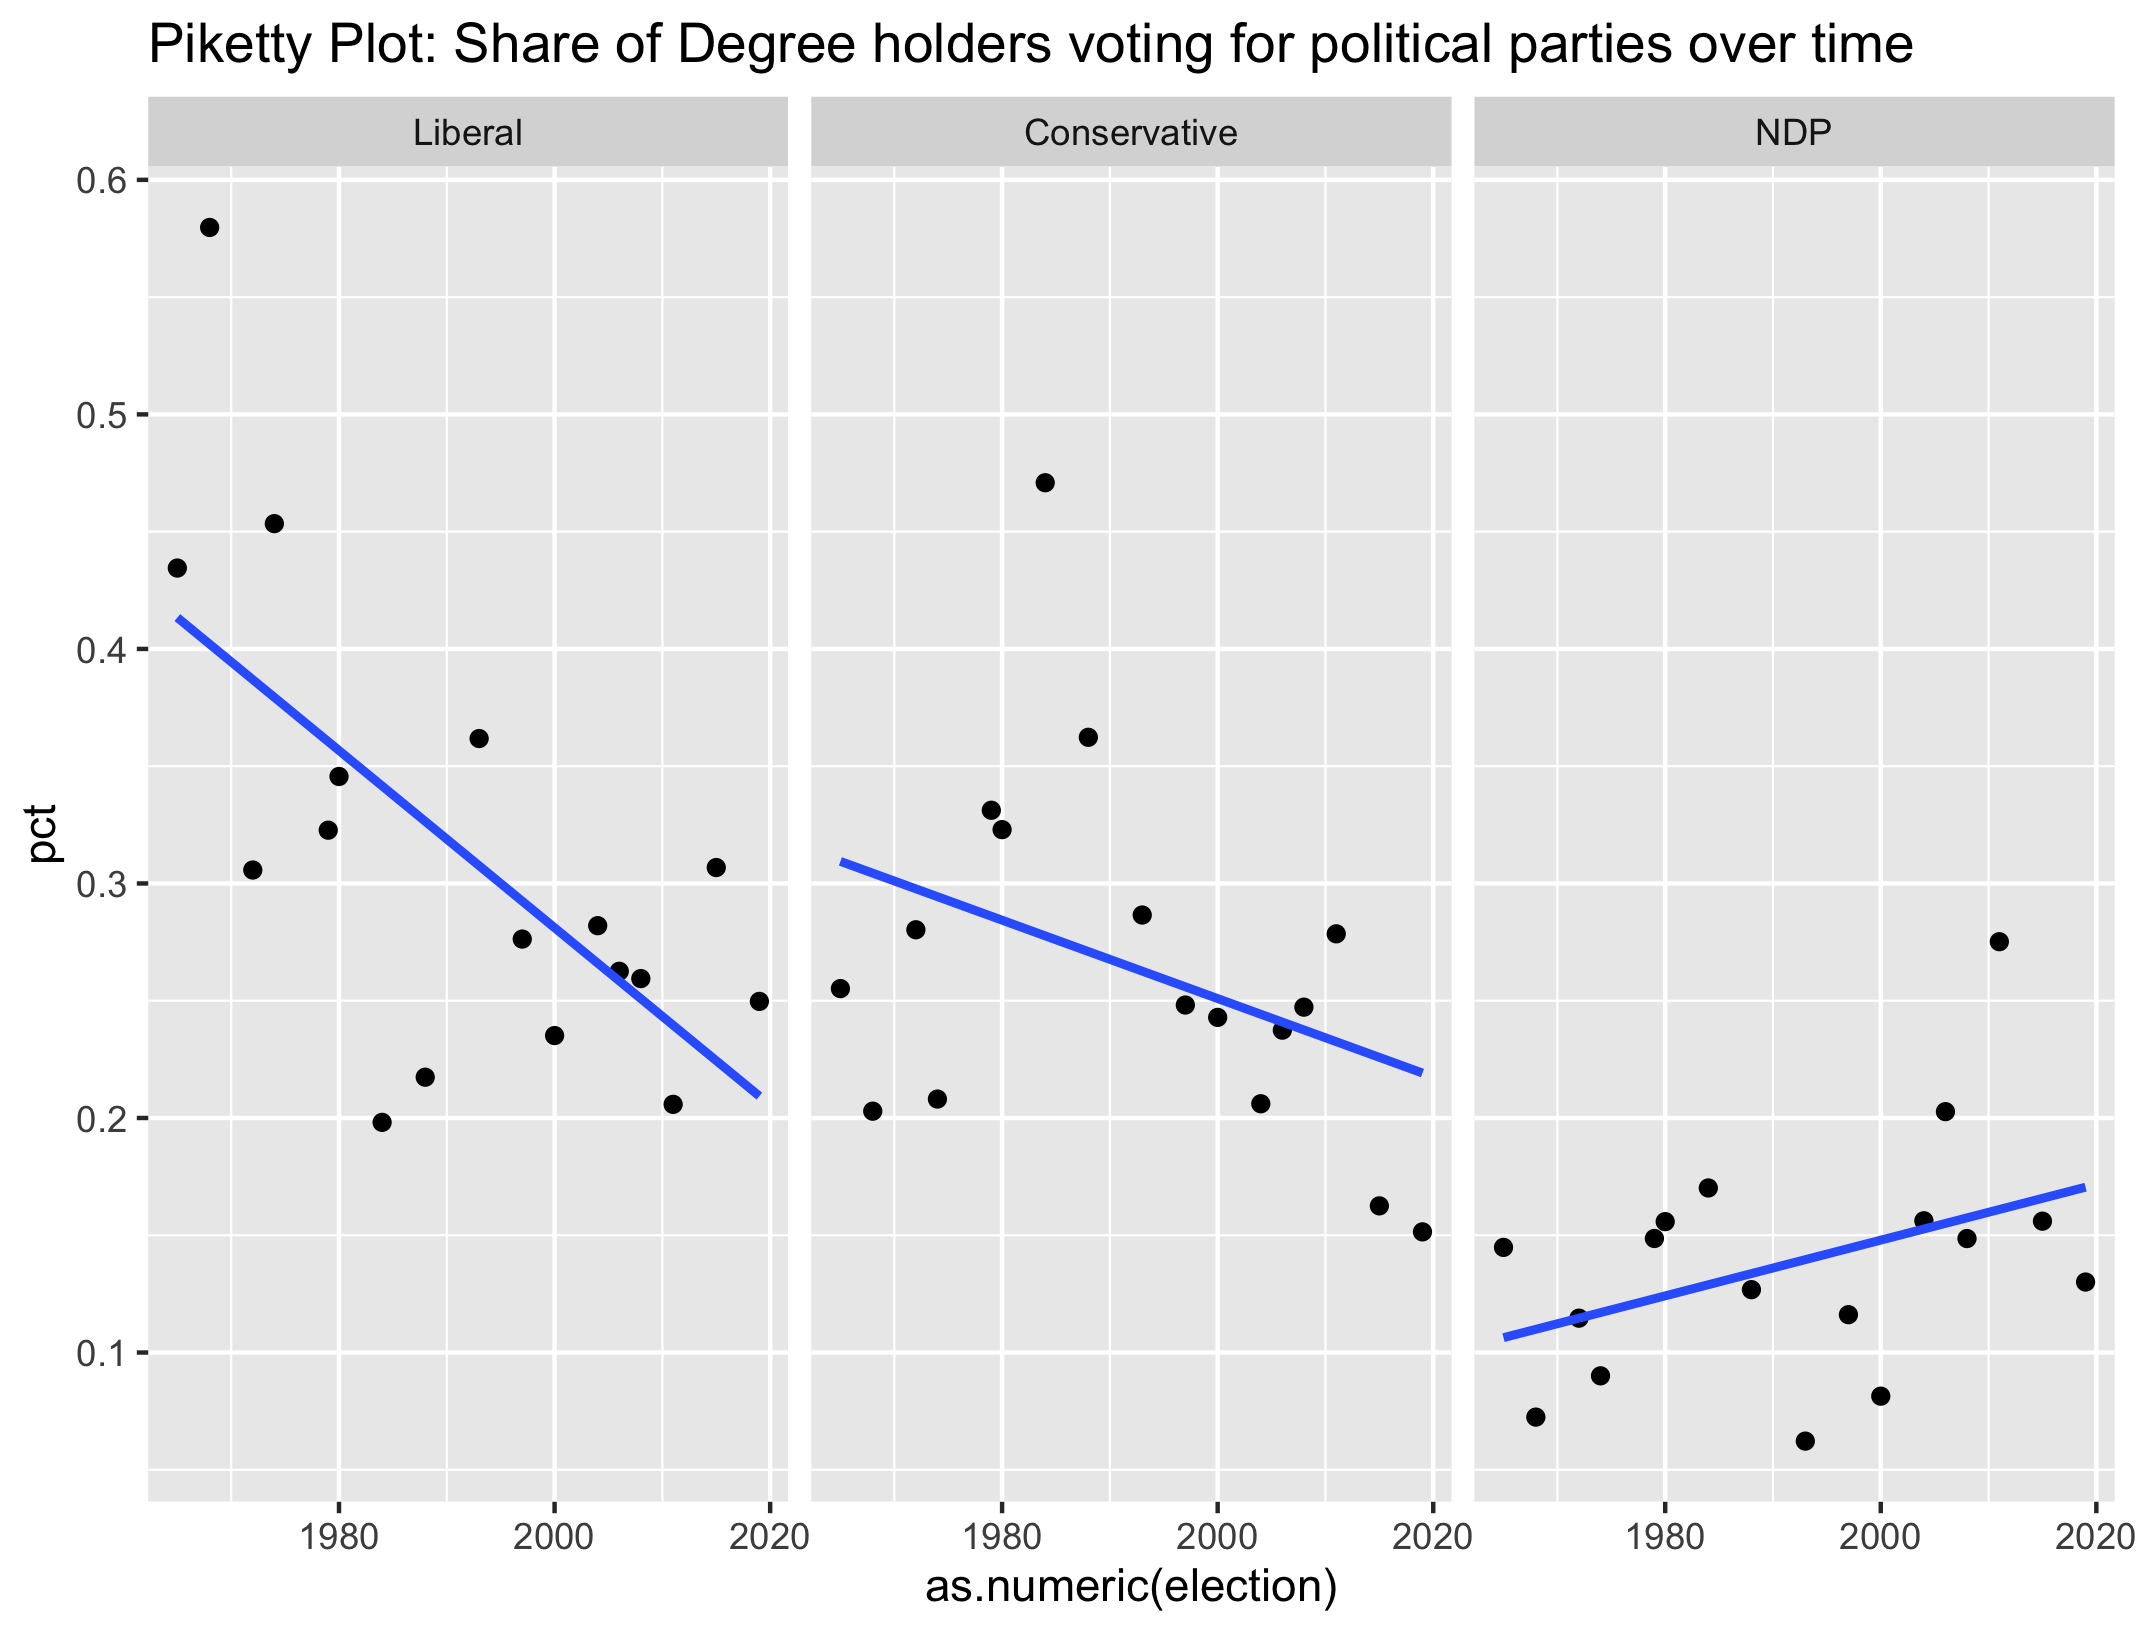 Piketty Plot: Share of Degree holders voting for political parties over time
Liberal Conservative NDP
0.6
0.5
0.4
0.3
0.2
0.1
pct
1980 2000 2020 1980 2000 2020 1980 2000 2020
as.numeric(election)